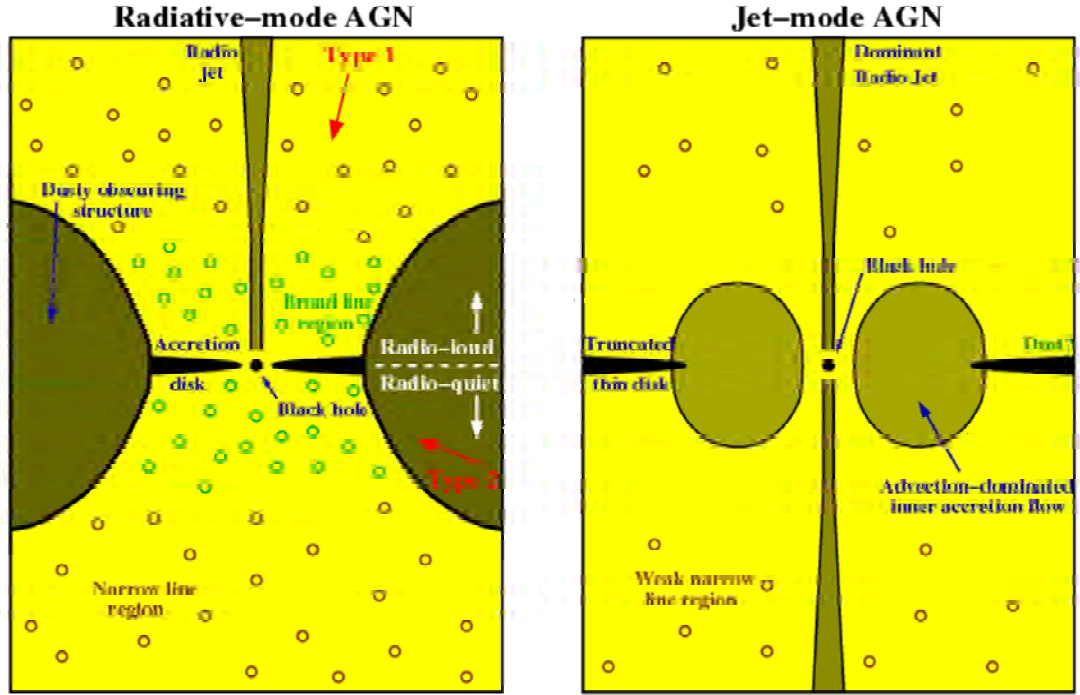 Radiative–mode AGN
Radio
jet
Type 1
Dusty obscuring
structure
Broad line
region
Accretion
disk
Black hole
Radio–loud
Radio–quiet
Type 2
Narrow line
region
Jet–mode AGN
Dominant
Radio Jet
Black hole
Truncated
thin disk
Dust?
Advection–dominated
inner accretion flow
Weak narrow
line region